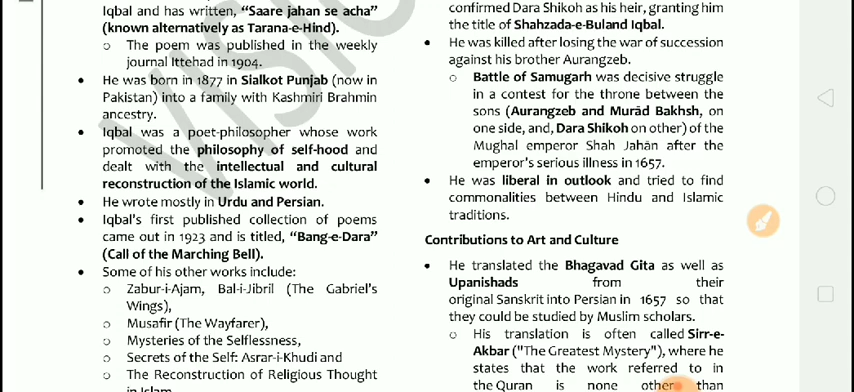 Iqbal and has written, “Saare jahan se acha”
(known alternatively as Tarana-e-Hind).
o The poem was published in the weekly
journal Ittehad in 1904.
• He was born in 1877 in Sialkot Punjab (now in
Pakistan) into a family with Kashmiri Brahmin
ancestry.
• Iqbal was a poet-philosopher whose work
promoted the philosophy of self-hood and
dealt with the intellectual and cultural
reconstruction of the Islamic world.
• He wrote mostly in Urdu and Persian.
• Iqbal's first published collection of poems
came out in 1923 and is titled, “Bang-e-Dara”
(Call of the Marching Bell).
• Some of his other works include:
o Zabur-i-Ajam, Bal-i-Jibril (The Gabriel's
Wings),
o Musafir (The Wayfarer),
o Mysteries of the Selflessness,
o Secrets of the Self: Asrar-i-Khudi and
o The Reconstruction of Religious Thought
in Islam
confirmed Dara Shikoh as his heir, granting him
the title of Shahzada-e-Buland Iqbal.
• He was killed after losing the war of succession
against his brother Aurangzeb.
o Battle of Samugarh was decisive struggle
in a contest for the throne between the
sons (Aurangzeb and Murād Bakhsh, on
one side, and, Dara Shikoh on other) of the
Mughal emperor Shah Jahān after the
emperor's serious illness in 1657.
• He was liberal in outlook and tried to find
commonalities between Hindu and Islamic
traditions.
Contributions to Art and Culture
• He translated the Bhagavad Gita as well as
Upanishads from their
original Sanskrit into Persian in 1657 so that
they could be studied by Muslim scholars.
o His translation is often called Sirr-e-
Akbar ("The Greatest Mystery"), where he
states that the work referred to in
the Quran is none other than
VISION